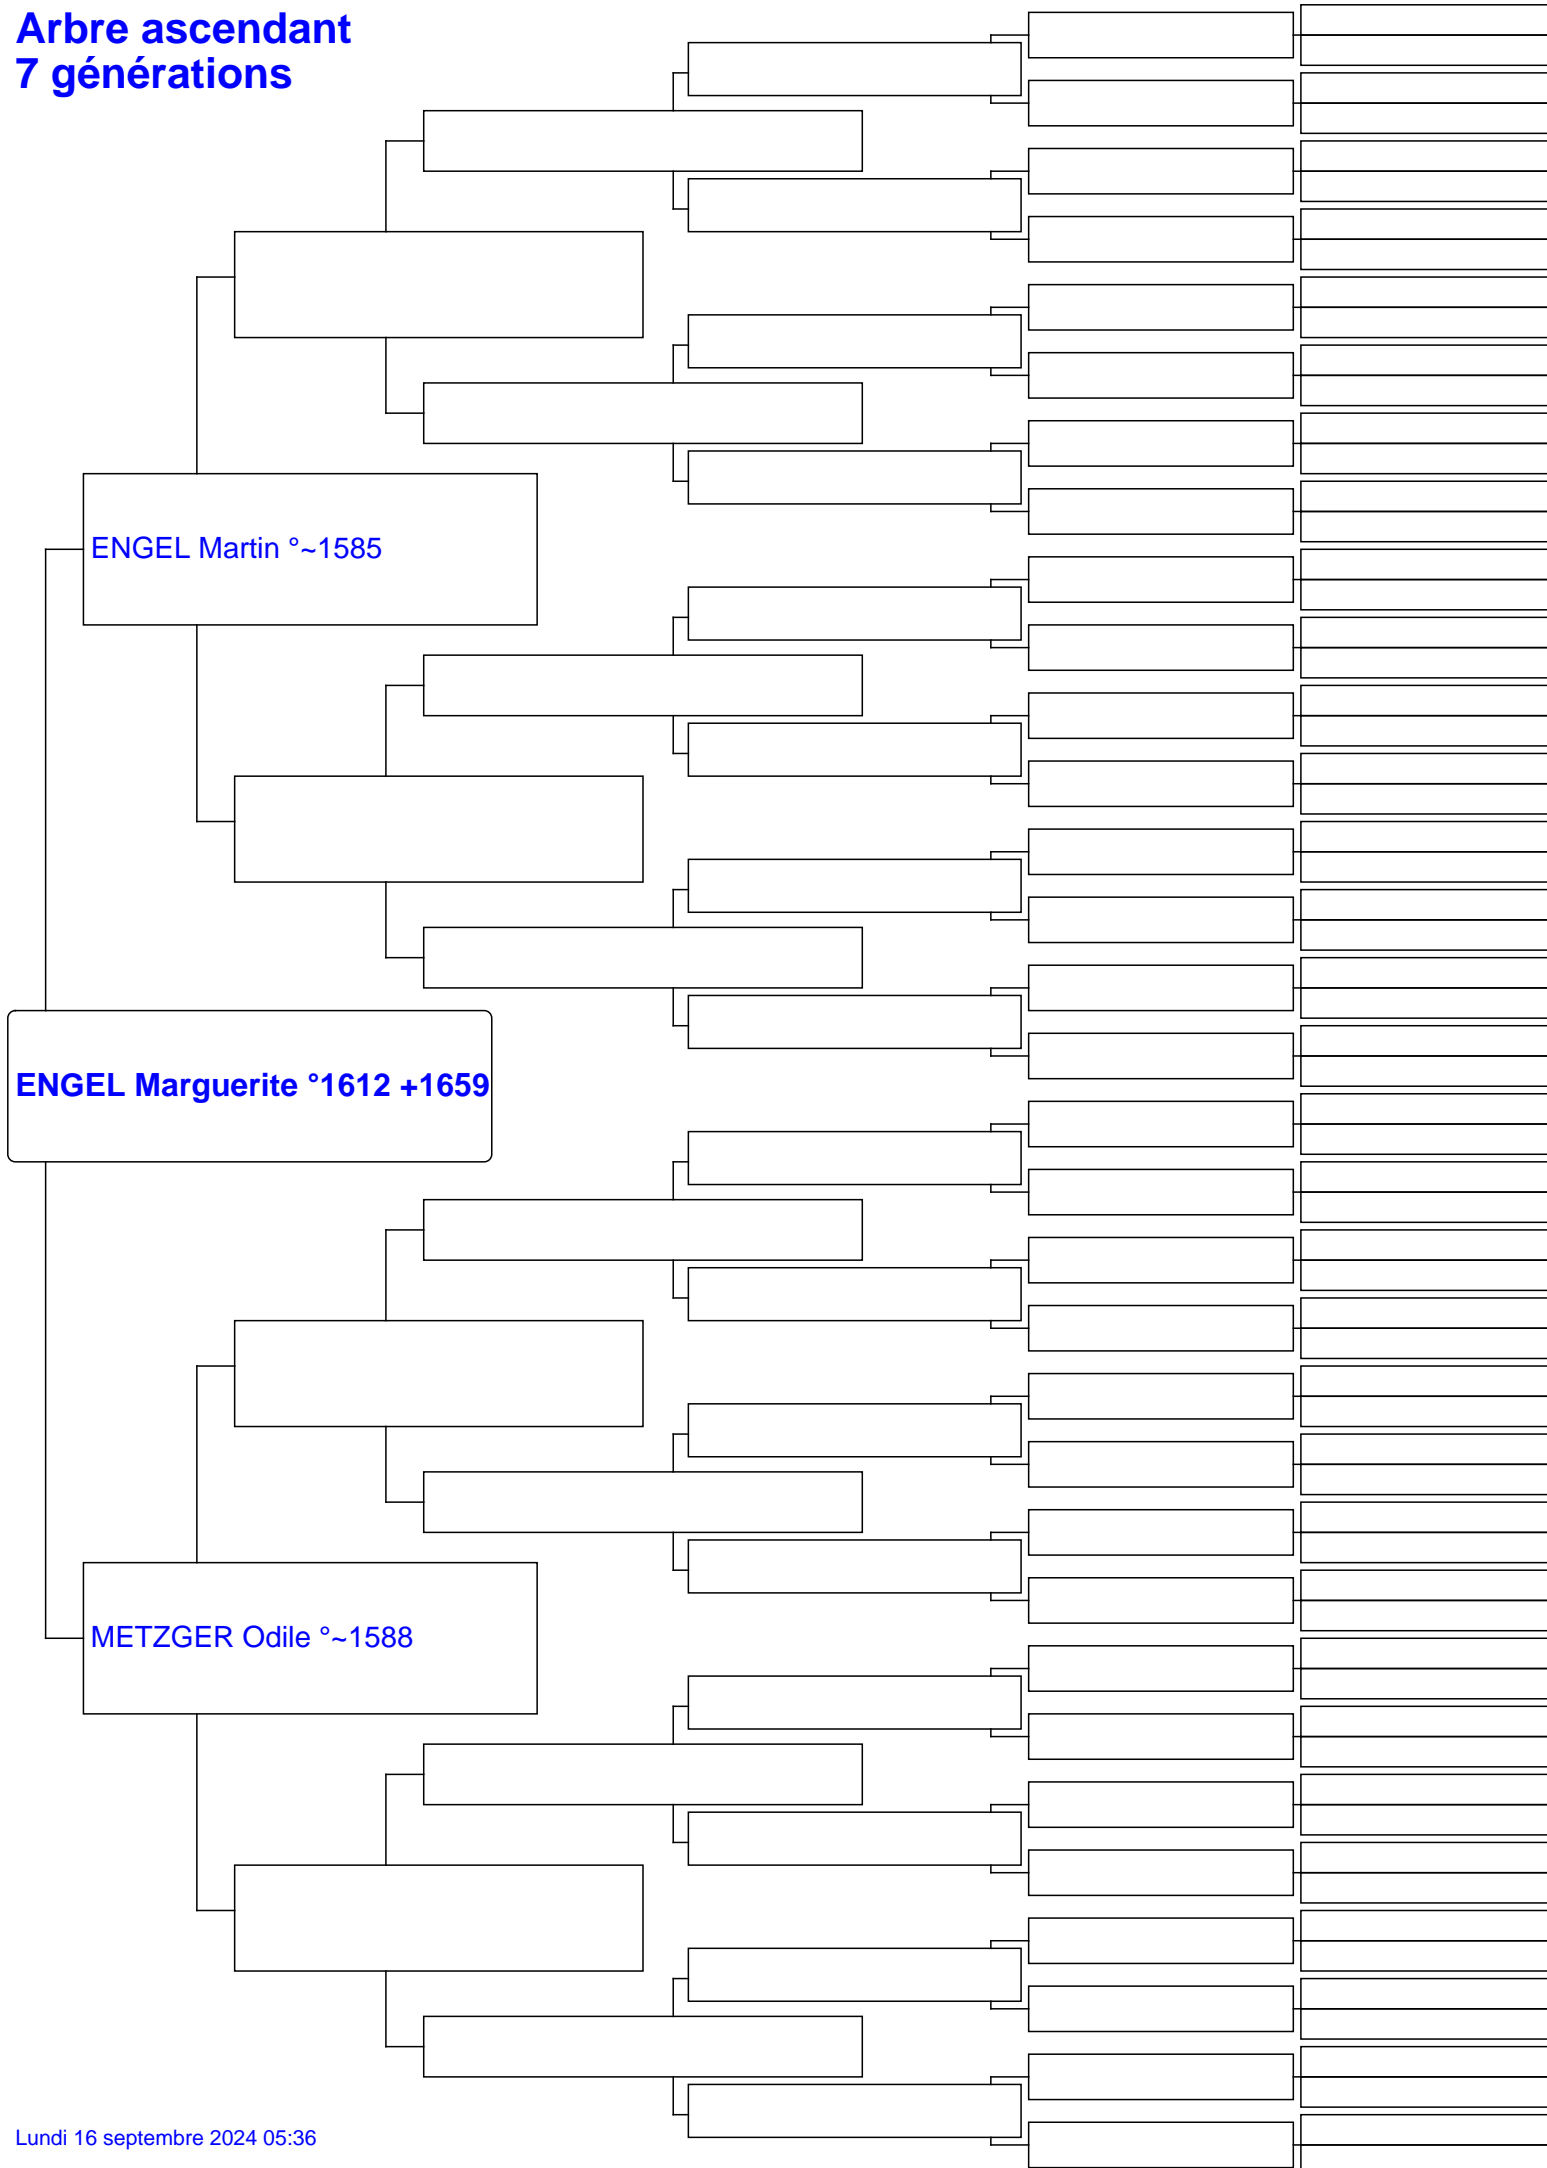 Arbre ascendant
7 générations
ENGEL Martin °~1585
ENGEL Marguerite °1612 +1659
METZGER Odile °~1588
Lundi 16 septembre 2024 05:36